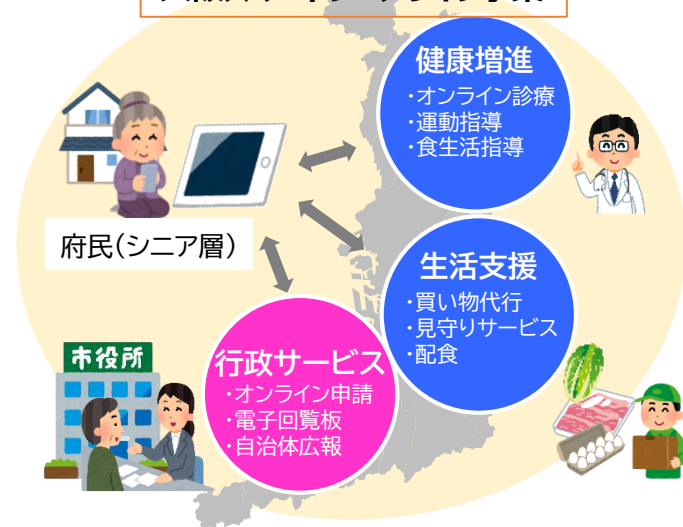 健康増進
・オンライン診療
・運動指導
・食生活指導
府民(シニア層)
生活支援
・買い物代行
・見守りサービス
・配食
市役所
行政サービス
・オンライン申請
・電子回覧板
・自治体広報